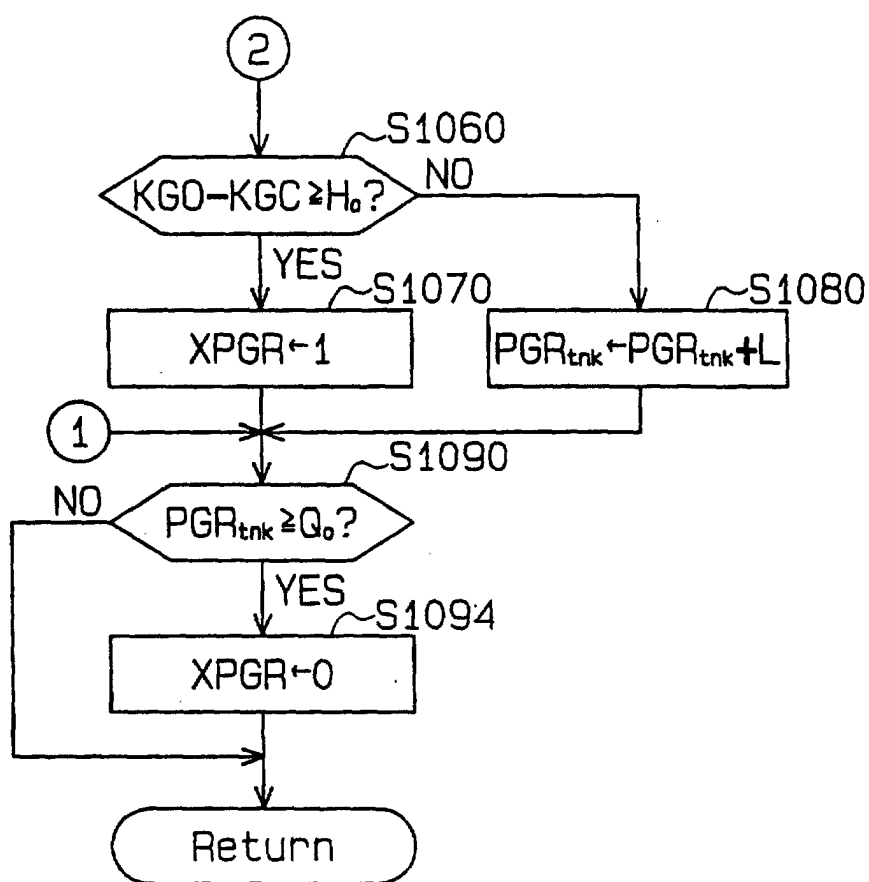 2
S1060
KGO-KGC≧H₀?
NO
YES
S1070
S1080
XPGR←1
PGRtnk←PGRtnk+L
1
S1090
NO
PGRtnk≧Q₀?
YES
S1094
XPGR←0
Return